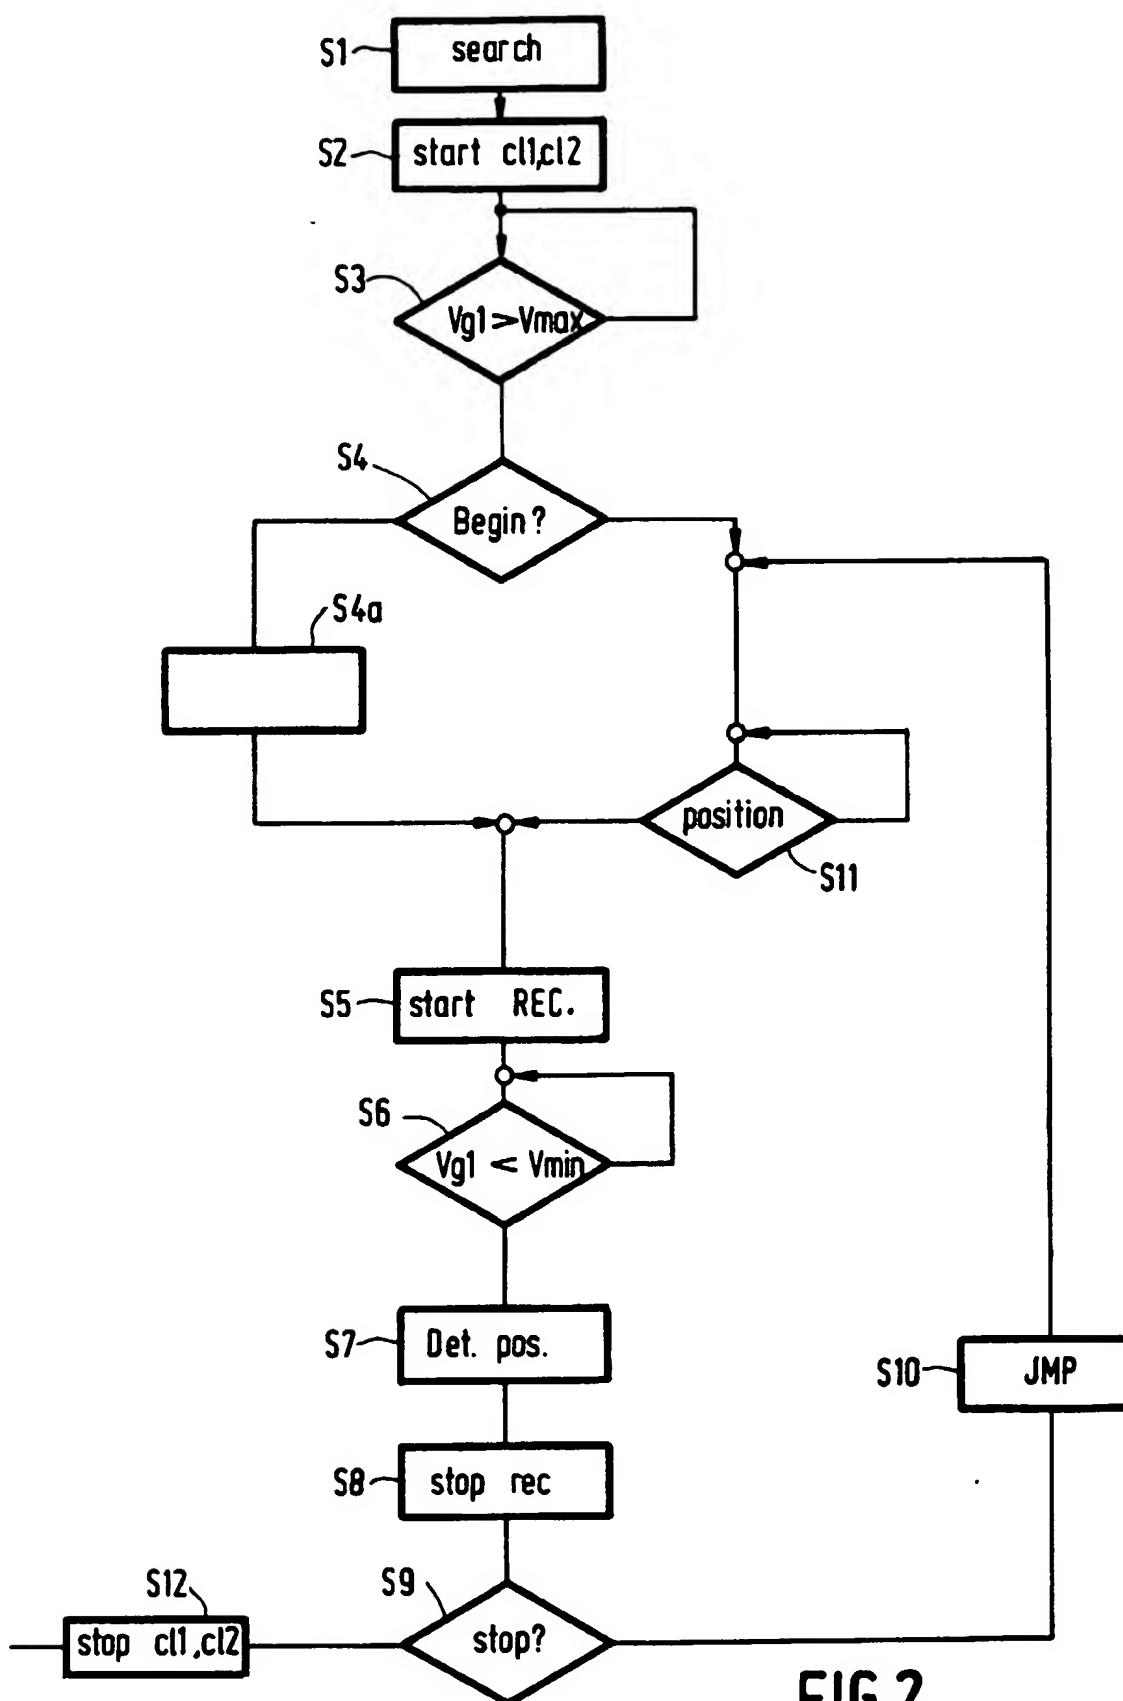 S1
search
S2
start cl1,cl2
S3
Vg1>Vmax
S4
Begin?
S4a
position
S11
S5
start REC.
S6
Vg1 < Vmin
S7
Det. pos.
S10
JMP
S8
stop rec
S12
S9
stop cl1,cl2
stop?
FIG.2